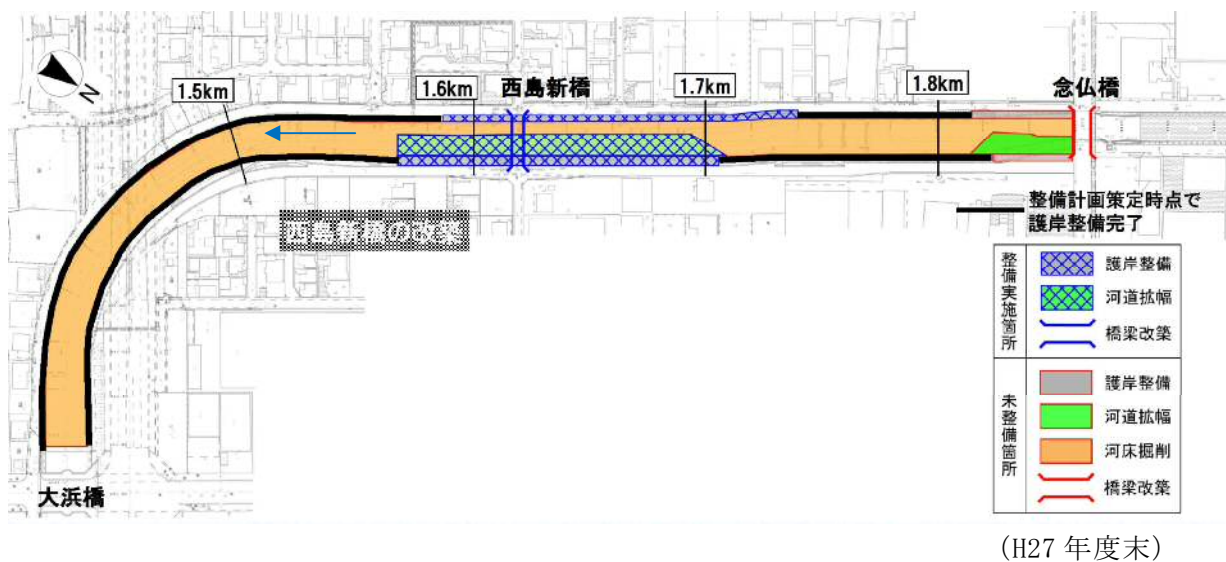 N
1.5km
1.6km
西島新橋
1.7km
1.8km
念仏橋
西島新橋の改築
整備計画策定時点で
護岸整備完了
大浜橋
整備実施箇所
護岸整備
河道拡幅
橋梁改築
未整備箇所
護岸整備
河道拡幅
河床掘削
橋梁改築
(H27年度末)